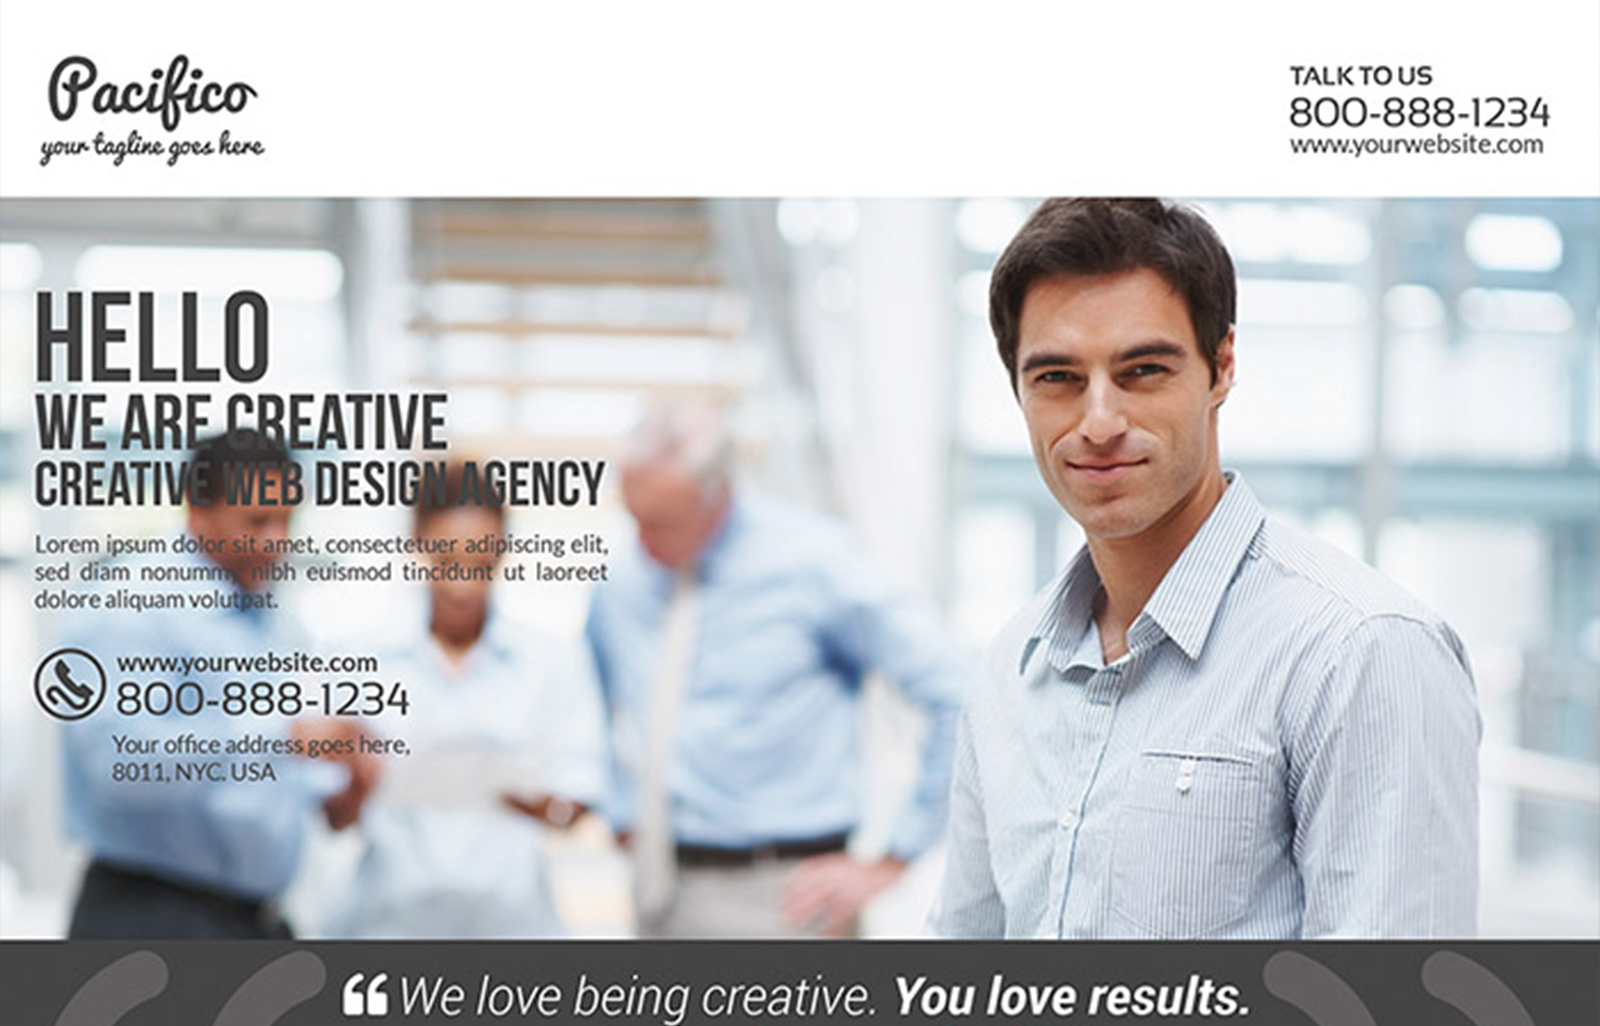 Pacifico
your tagline goes here
TALK TO US
800-888-1234
www.yourwebsite.com
HELLO
WE ARE CREATIVE
CREATIVE WEB DESIGN AGENCY
Lorem ipsum dolor sit amet, consectetuer adipiscing elit,
sed diam nonummy nibh euismod tincidunt ut laoreet
dolore aliquam volutpat.
www.yourwebsite.com
800-888-1234
Your office address goes here,
8011, NYC. USA
“We love being creative. You love results.